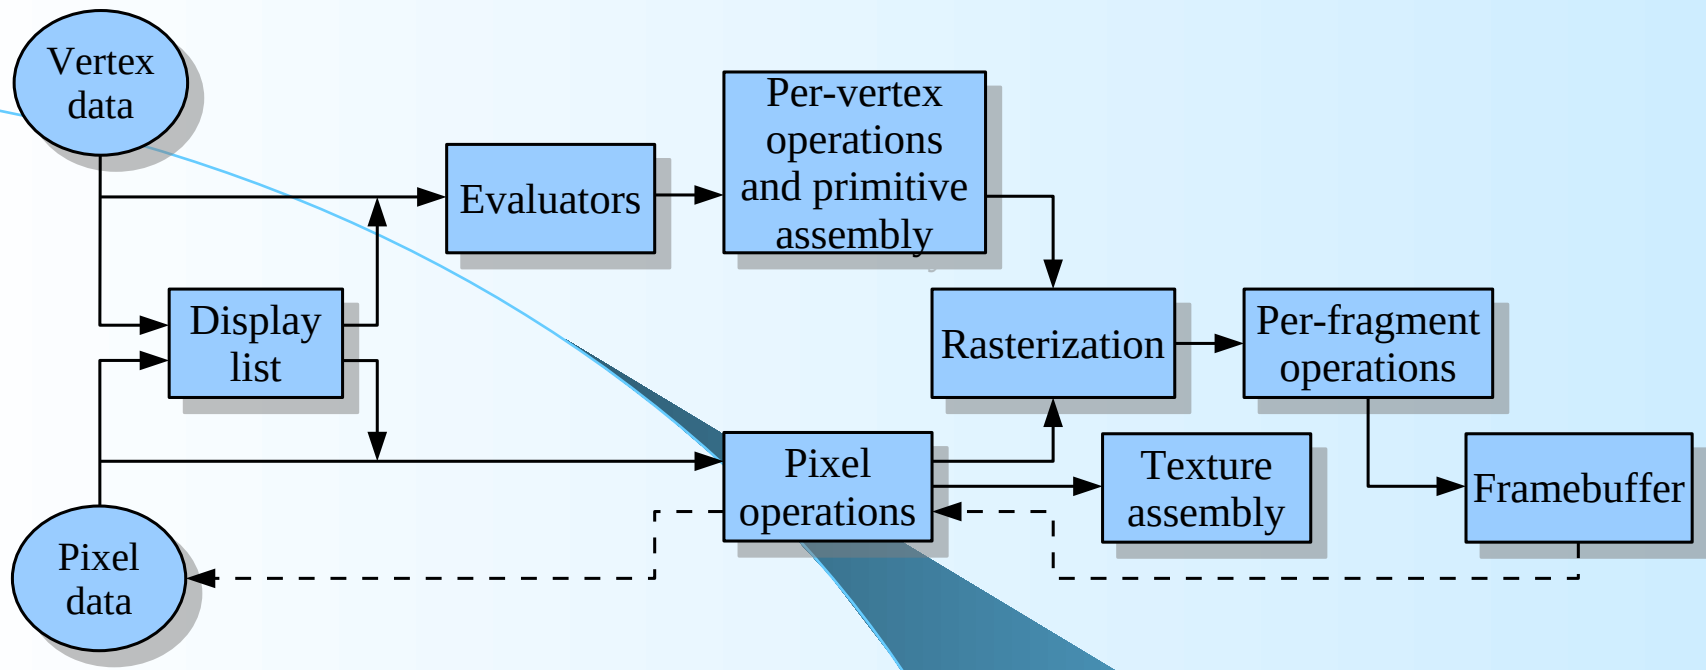 Vertex
data
Per-vertex
operations
and primitive
assembly
Evaluators
Display
list
Rasterization
Per-fragment
operations
Pixel
operations
Texture
assembly
Framebuffer
Pixel
data